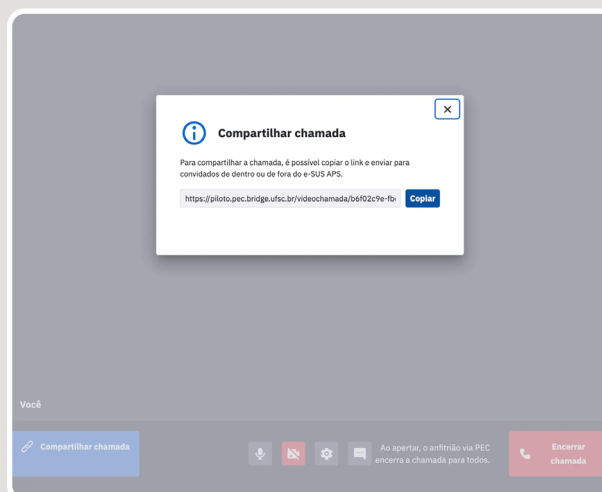 Compartilhar chamada
Para compartilhar a chamada, é possível copiar o link e enviar para
convidados de dentro ou de fora do e-SUS APS.
https://piloto.pec.bridge.ufsc.br/videochamada/b6f02c9e-fb
Copiar
Você
Compartilhar chamada
Ao apertar, o anfitrião via PEC
encerra a chamada para todos.
Encerrar
chamada